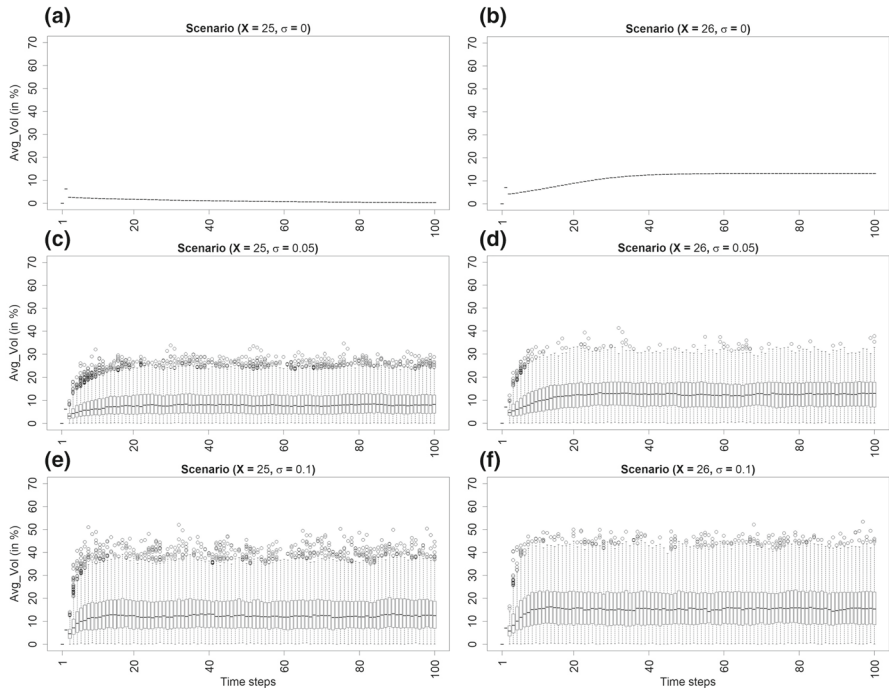 (a)
Scenario (X = 25, σ = 0)
Avg_Vol (in %)
0 10 20 30 40 50 60 70
1 20 40 60 80 100
(b)
Scenario (X = 26, σ = 0)
0 10 20 30 40 50 60 70
1 20 40 60 80 100
(c)
Scenario (X = 25, σ = 0.05)
Avg_Vol (in %)
0 10 20 30 40 50 60 70
1 20 40 60 80 100
(d)
Scenario (X = 26, σ = 0.05)
0 10 20 30 40 50 60 70
1 20 40 60 80 100
(e)
Scenario (X = 25, σ = 0.1)
Avg_Vol (in %)
0 10 20 30 40 50 60 70
1 20 40 60 80 100
Time steps
(f)
Scenario (X = 26, σ = 0.1)
0 10 20 30 40 50 60 70
1 20 40 60 80 100
Time steps